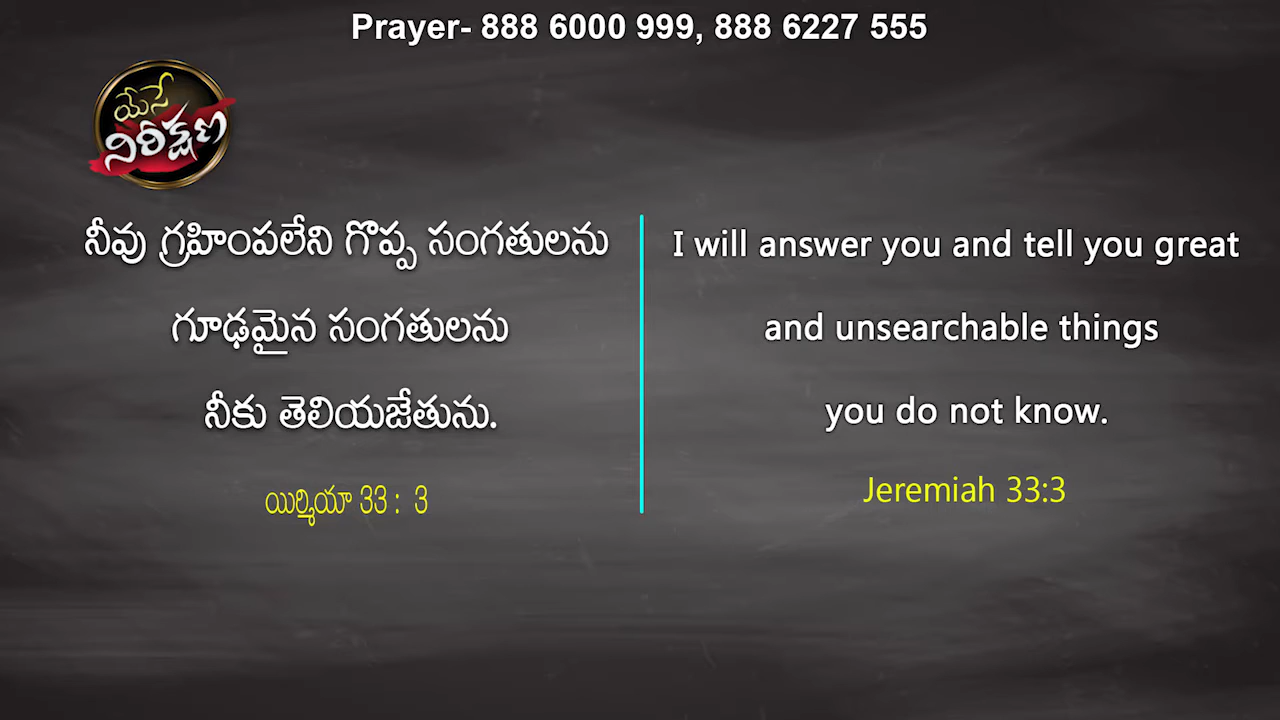 Prayer- 888 6000 999, 888 6227 555
యేసే
నిరీక్షణ
నీవు గ్రహింపలేని గొప్ప సంగతులను
గూఢమైన సంగతులను
నీకు తెలియజేతును.
యిర్మియా 33 : 3
I will answer you and tell you great
and unsearchable things
you do not know.
Jeremiah 33:3